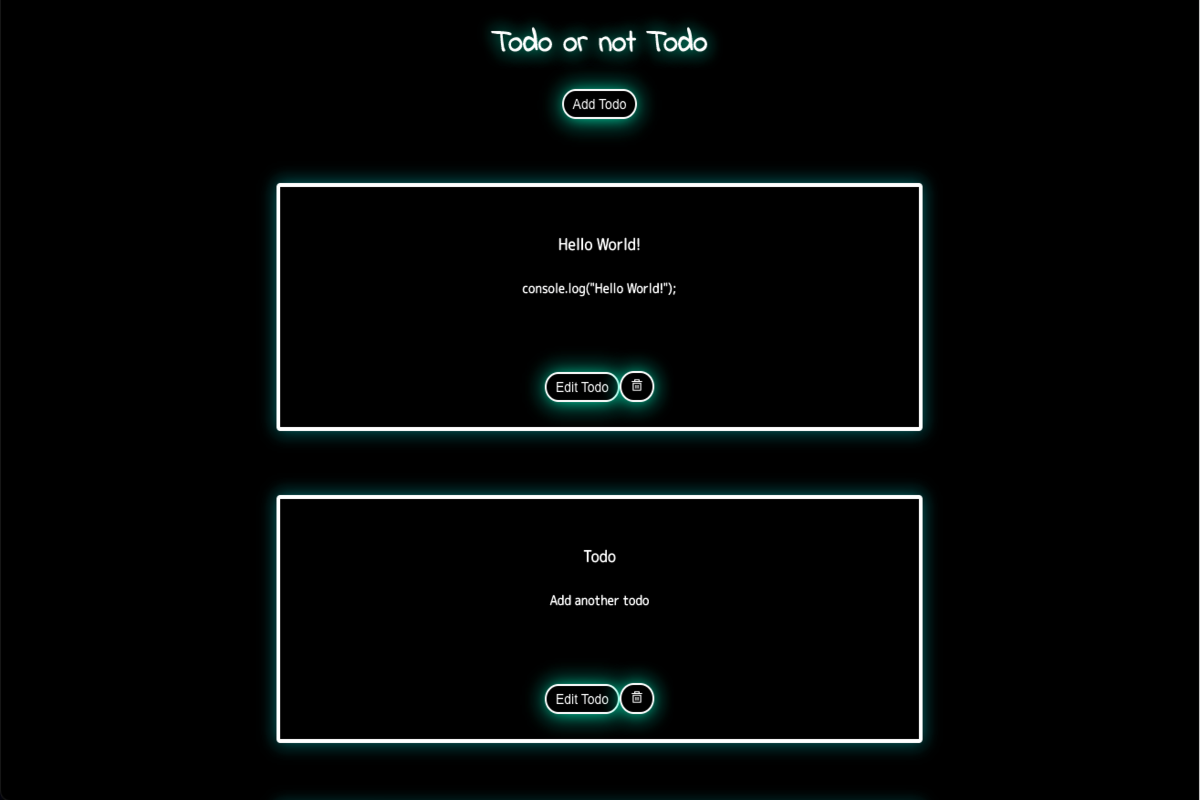 Todo or not Todo
Add Todo
Hello World!
console.log("Hello World!");
Edit Todo
Todo
Add another todo
Edit Todo